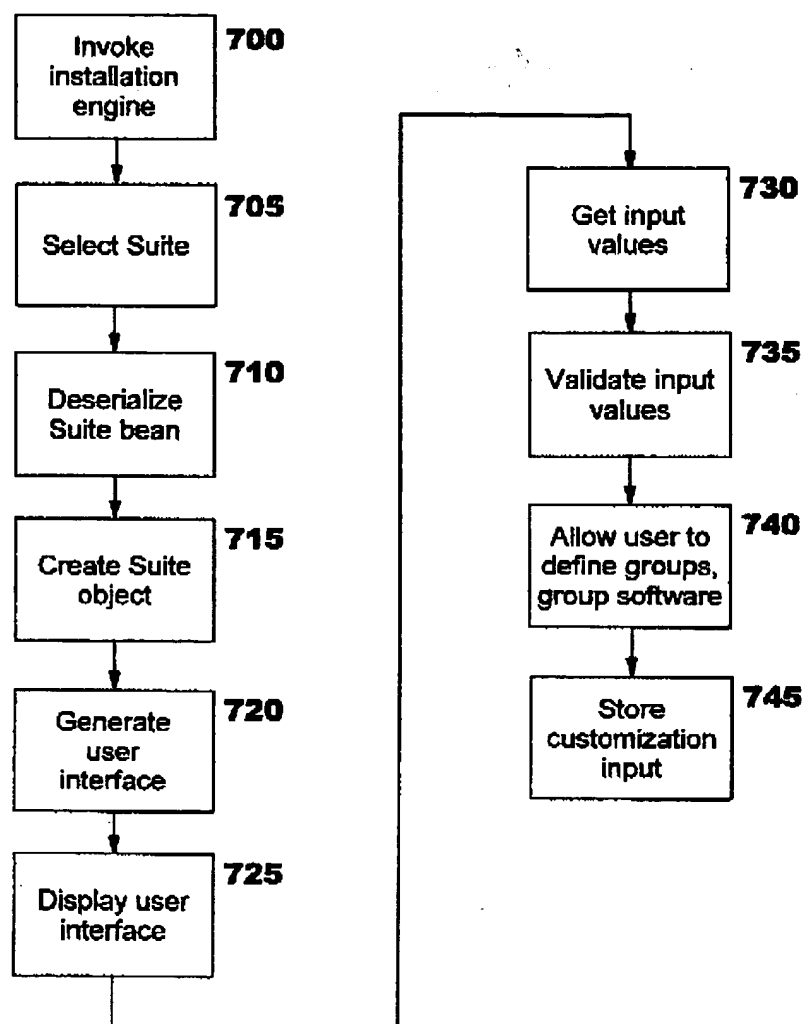 Invoke
installation
engine
700
Select Suite
705
Deserialize
Suite bean
710
Create Suite
object
715
Generate
user
interface
720
Display user
interface
725
Get input
values
730
Validate input
values
735
Allow user to
define groups,
group software
740
Store
customization
input
745